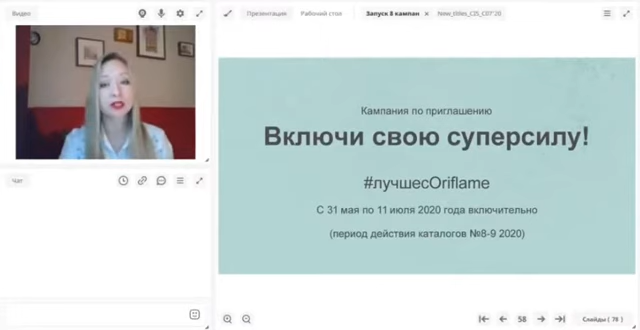 Видео
Презентация
Рабочий стол
Запуск 8 кампан ×
New_titles_CIS_C07'20
Кампания по приглашению
Включи свою суперсилу!
#лучшесOriflame
С 31 мая по 11 июля 2020 года включительно
(период действия каталогов №8-9 2020)
Чат
58
Слайды ( 78 )